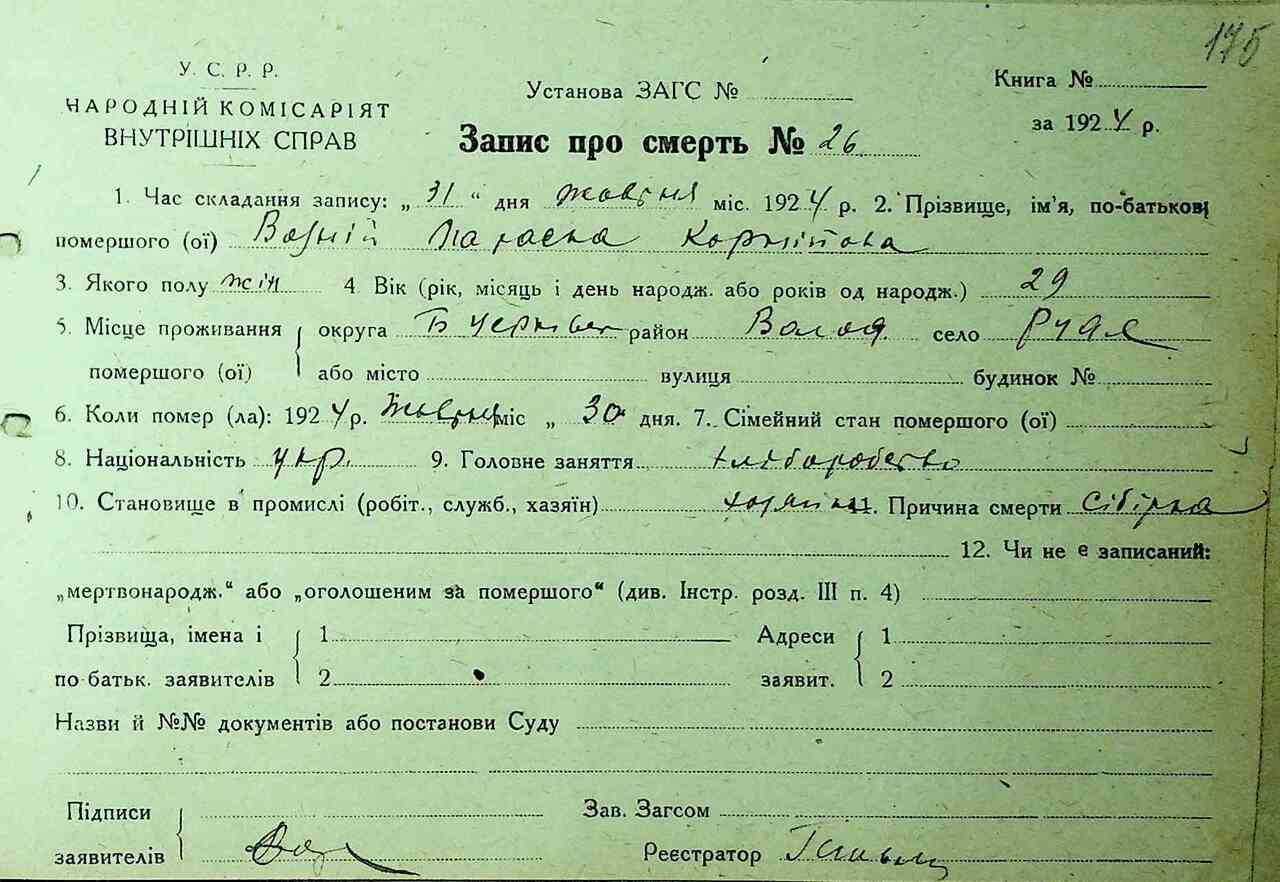 175
У. С. Р. Р.
НАРОДНІЙ КОМІСАРІЯТ
ВНУТРІШНІХ СПРАВ
Установа ЗАГС №
Книга №
за 1924 р.
Запис про смерть № 26
1. Час складання запису: „ 31 “ дня жовтня міс. 1924 р. 2. Прізвище, ім’я, по-батькові
помершого (ої) Параска
3. Якого полу жін 4. Вік (рік, місяць і день народж. або років од народж.) 29
5. Місце проживання округа Б Церківск район Волод. село Рудая
помершого (ої) або місто вулиця будинок №
6. Коли помер (ла): 1924 р. Жовтня міс „ 30 дня. 7. Сімейний стан помершого (ої)
8. Національність укр. 9. Головне заняття хліборобство
10. Становище в промислі (робіт., служб., хазяїн) 11. Причина смерти Сібірка
12. Чи не є записаний:
„мертвонародж.“ або „оголошеним за помершого“ (див. Інстр. розд. III п. 4)
Прізвища, імена і 1 Адреси 1
по батьк. заявителів 2 заявит. 2
Назви й №№ документів або постанови Суду
Підписи Зав. Загсом
заявителів Реєстратор